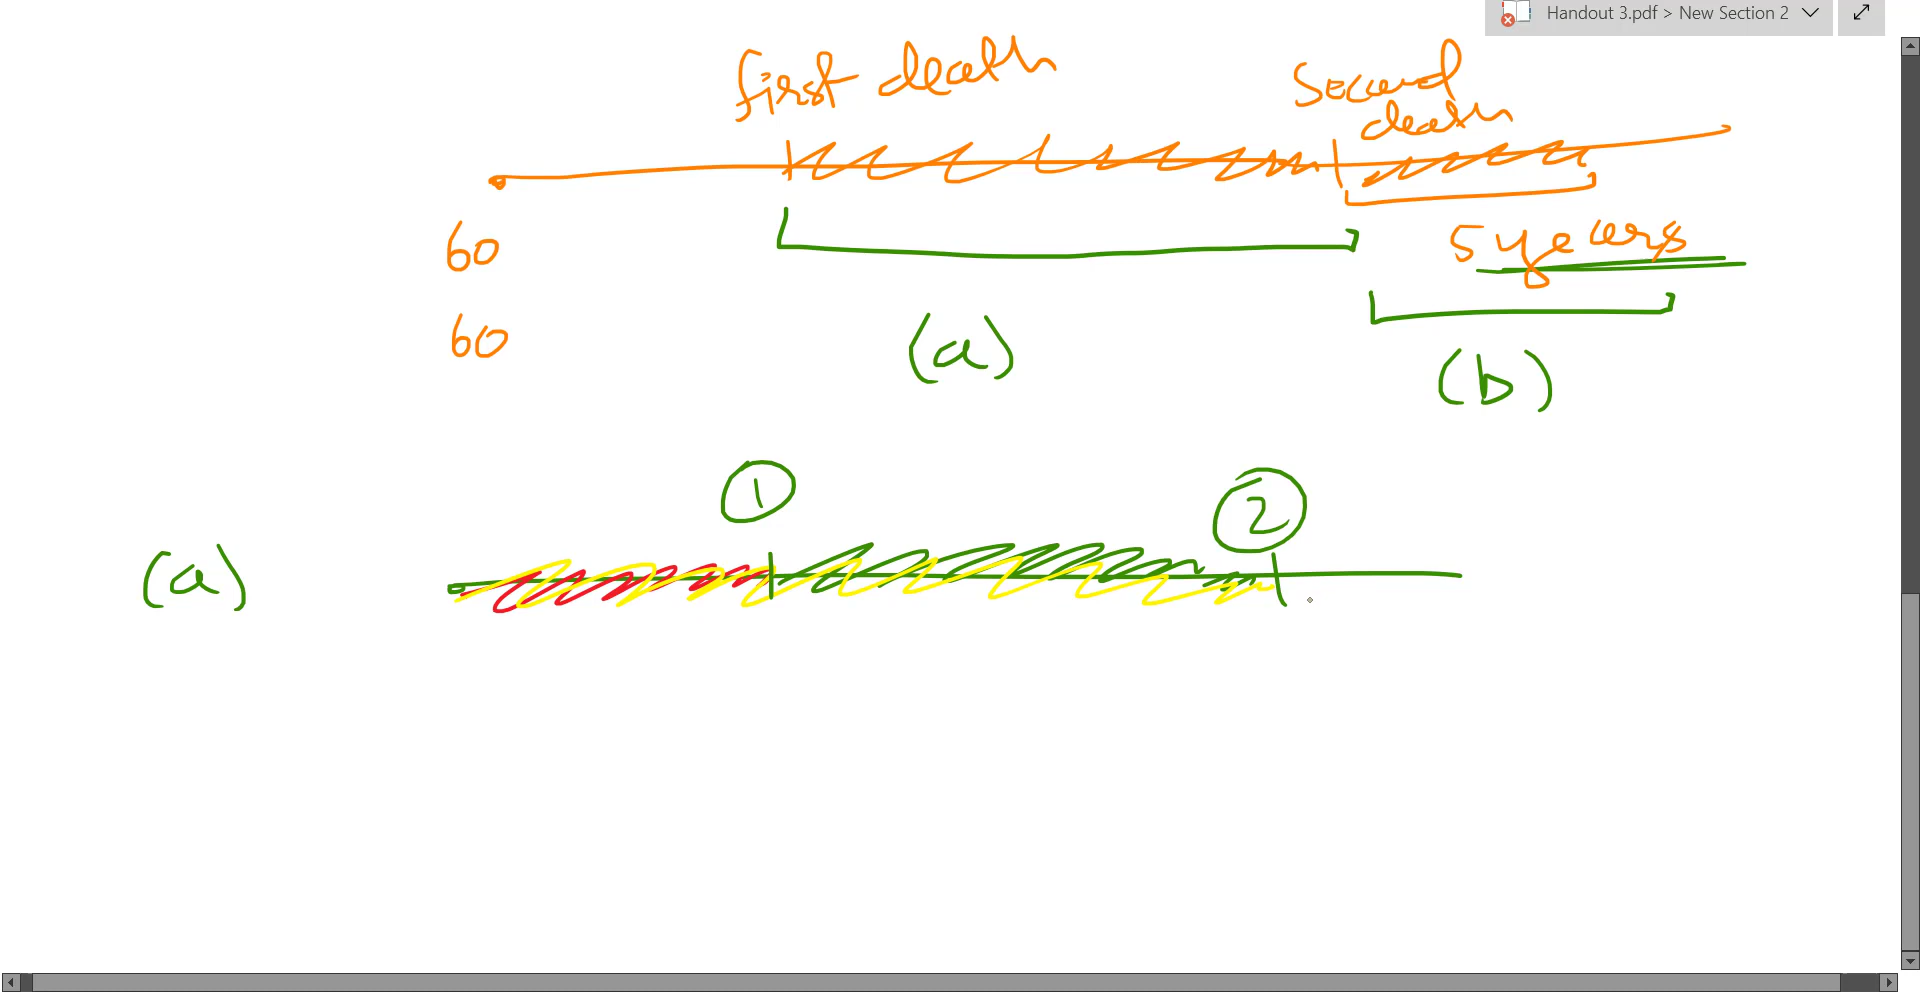 Handout 3.pdf > New Section 2
first death
second
death
60
5 years
60
(a)
(b)
1
2
(a)